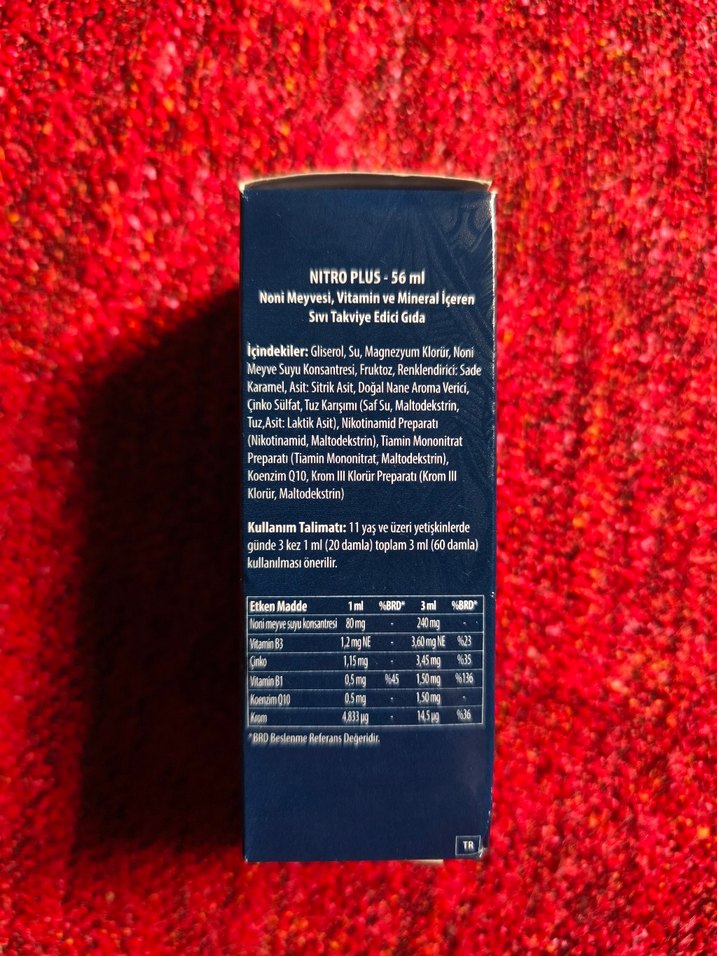 NITRO PLUS - 56 ml
Noni Meyvesi, Vitamin ve Mineral İçeren
Sıvı Takviye Edici Gıda
İçindekiler: Gliserol, Su, Magnezyum Klorür, Noni
Meyve Suyu Konsantresi, Fruktoz, Renklendirici: Sade
Karamel, Asit: Sitrik Asit, Doğal Nane Aroma Verici,
Çinko Sülfat, Tuz Karışımı (Saf Su, Maltodekstrin,
Tuz,Asit: Laktik Asit), Nikotinamid Preparatı
(Nikotinamid, Maltodekstrin), Tiamin Mononitrat
Preparatı (Tiamin Mononitrat, Maltodekstrin),
Koenzim Q10, Krom III Klorür Preparatı (Krom III
Klorür, Maltodekstrin)
Kullanım Talimatı: 11 yaş ve üzeri yetişkinlerde
günde 3 kez 1 ml (20 damla) toplam 3 ml (60 damla)
kullanılması önerilir.
Etken Madde 1 ml %BRD* 3 ml %BRD*
Noni meyve suyu konsantresi 80 mg - 240 mg -
Vitamin B3 1,2 mg NE - 3,60 mg NE %23
Çinko 1,15 mg - 3,45 mg %35
Vitamin B1 0,5 mg %45 1,50 mg %136
Koenzim Q10 0,5 mg - 1,50 mg -
Krom 4,833 µg - 14,5 µg %36
*BRD Beslenme Referans Değeridir.
TR